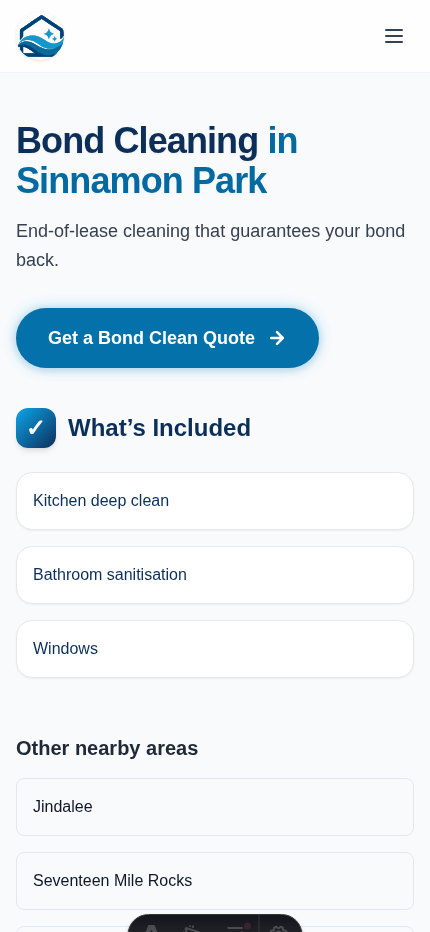 Bond Cleaning in
Sinnamon Park
End-of-lease cleaning that guarantees your bond
back.
Get a Bond Clean Quote →
✓ What’s Included
Kitchen deep clean
Bathroom sanitisation
Windows
Other nearby areas
Jindalee
Seventeen Mile Rocks